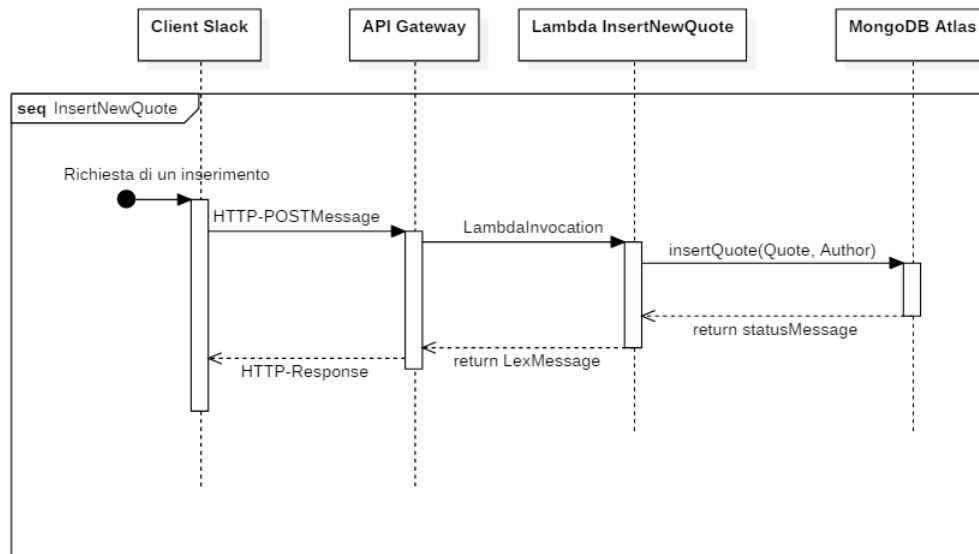 Client Slack
API Gateway
Lambda InsertNewQuote
MongoDB Atlas
seq InsertNewQuote
Richiesta di un inserimento
HTTP-POSTMessage
LambdaInvocation
insertQuote(Quote, Author)
return statusMessage
return LexMessage
HTTP-Response